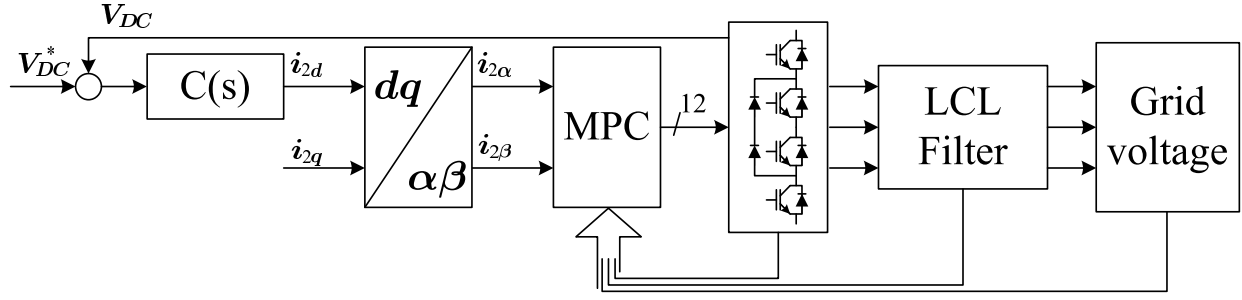 V_DC
V*_DC
C(s)
i_2d
i_2q
dq
αβ
i_2α
i_2β
MPC
12
LCL
Filter
Grid
voltage